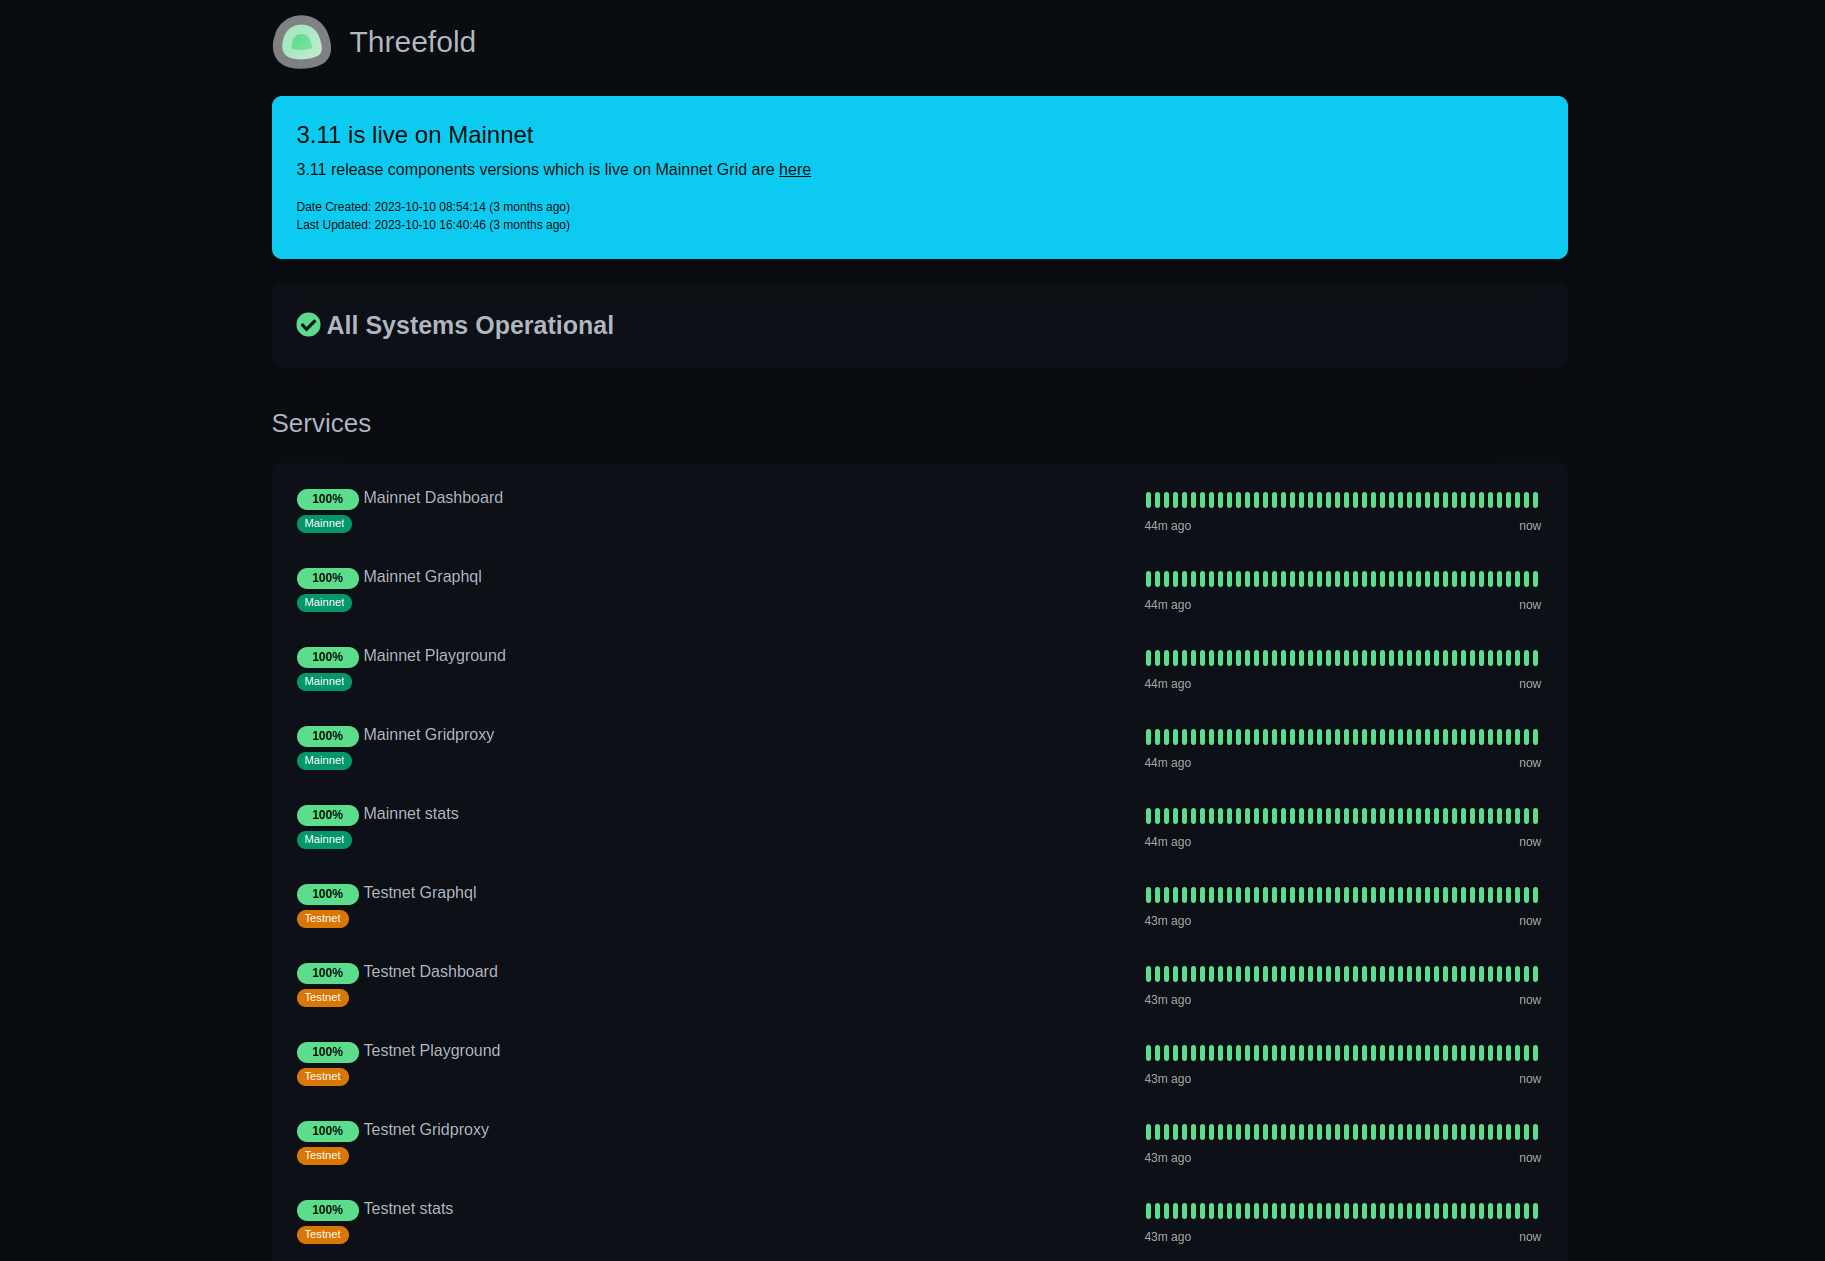 Threefold
3.11 is live on Mainnet
3.11 release components versions which is live on Mainnet Grid are here
Date Created: 2023-10-10 08:54:14 (3 months ago)
Last Updated: 2023-10-10 16:40:46 (3 months ago)
All Systems Operational
Services
100% Mainnet Dashboard
Mainnet
44m ago now
100% Mainnet Graphql
Mainnet
44m ago now
100% Mainnet Playground
Mainnet
44m ago now
100% Mainnet Gridproxy
Mainnet
44m ago now
100% Mainnet stats
Mainnet
44m ago now
100% Testnet Graphql
Testnet
43m ago now
100% Testnet Dashboard
Testnet
43m ago now
100% Testnet Playground
Testnet
43m ago now
100% Testnet Gridproxy
Testnet
43m ago now
100% Testnet stats
Testnet
43m ago now